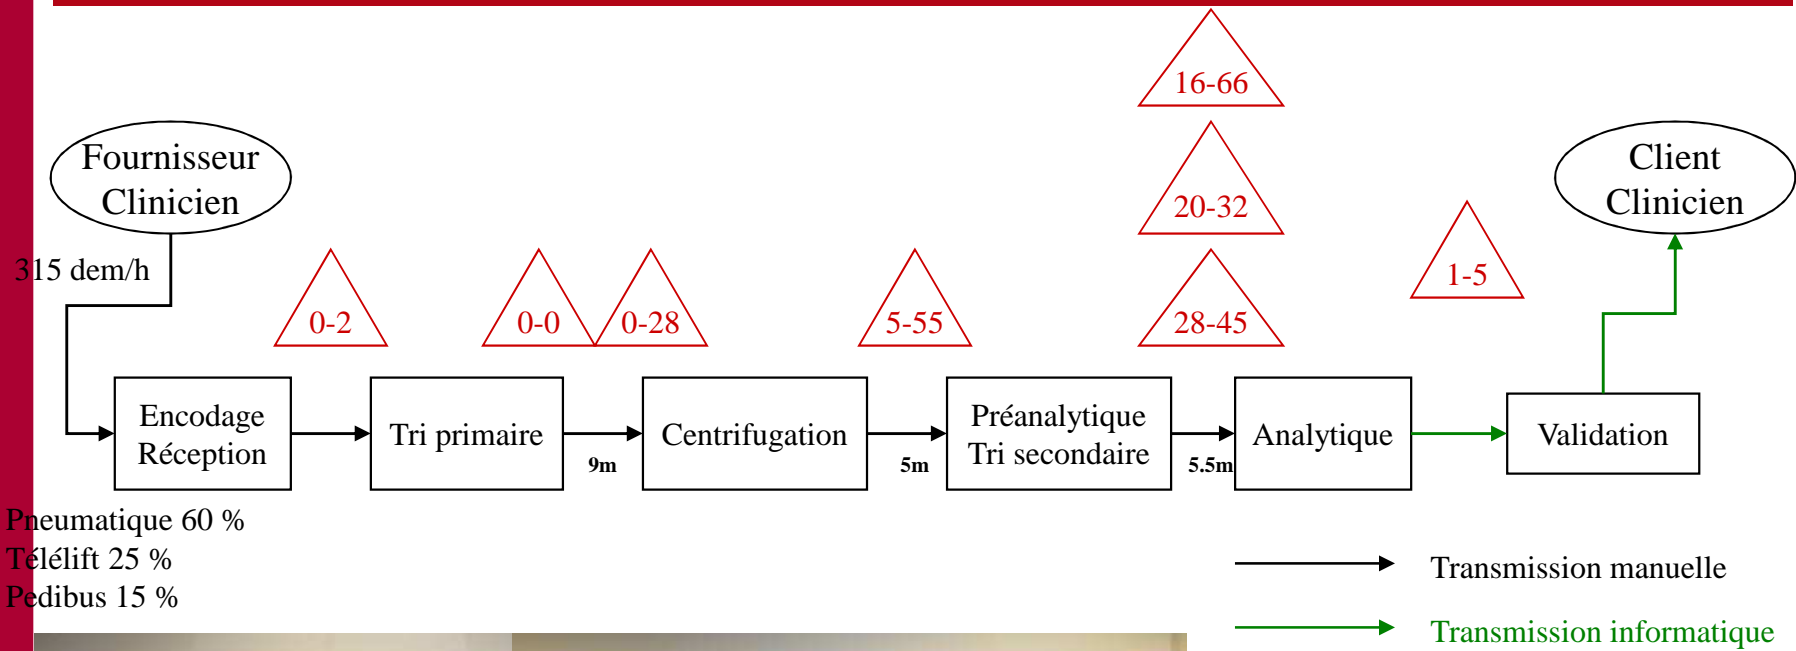 16-66
Fournisseur
Clinicien
20-32
Client
Clinicien
315 dem/h
0-2
0-0
0-28
5-55
28-45
1-5
Encodage
Réception
Tri primaire
9m
Centrifugation
5m
Préanalytique
Tri secondaire
5.5m
Analytique
Validation
Pneumatique 60 %
Télélift 25 %
Pedibus 15 %
Transmission manuelle
Transmission informatique